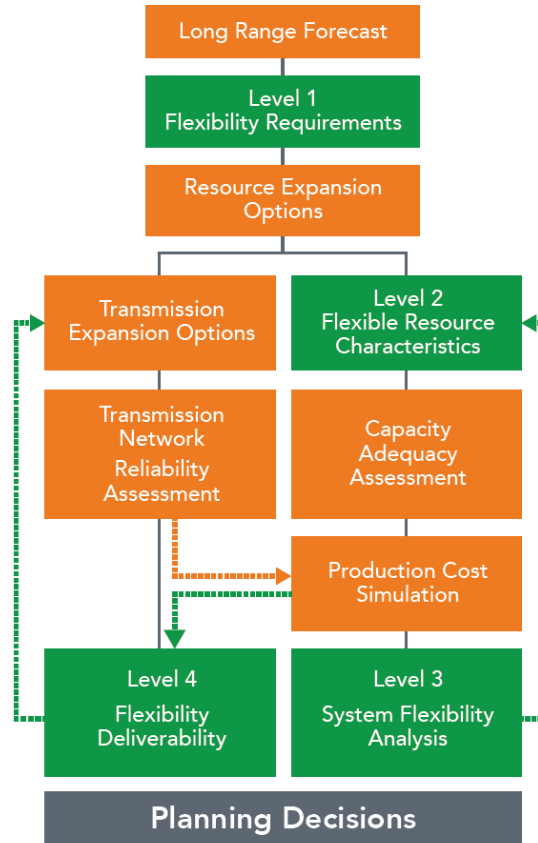 Long Range Forecast
Level 1
Flexibility Requirements
Resource Expansion
Options
Transmission
Expansion Options
Level 2
Flexible Resource
Characteristics
Transmission
Network
Reliability
Assessment
Capacity
Adequacy
Assessment
Production Cost
Simulation
Level 4
Flexibility
Deliverability
Level 3
System Flexibility
Analysis
Planning Decisions